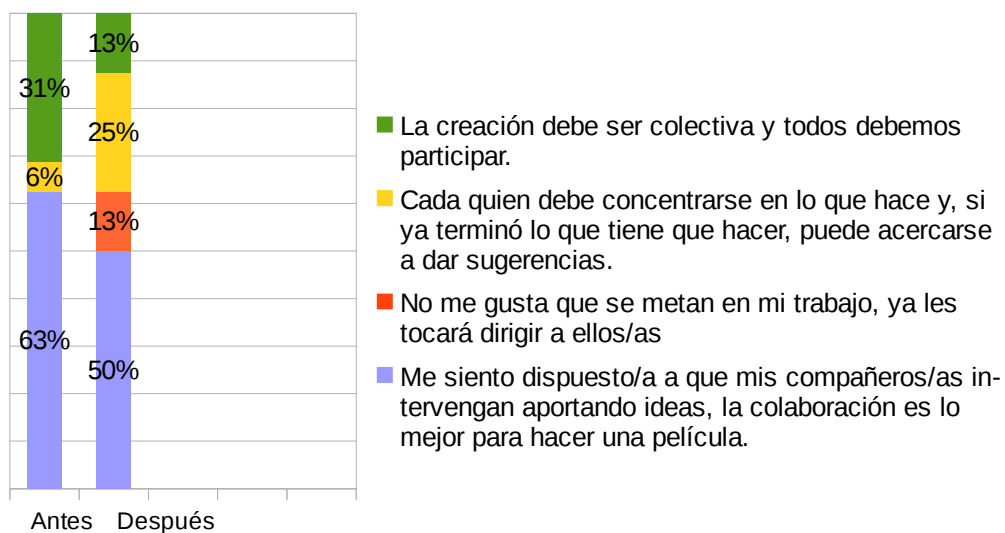 31%
6%
63%
13%
25%
13%
50%
Antes Después
La creación debe ser colectiva y todos debemos
participar.
Cada quien debe concentrarse en lo que hace y, si
ya terminó lo que tiene que hacer, puede acercarse
a dar sugerencias.
No me gusta que se metan en mi trabajo, ya les
tocará dirigir a ellos/as
Me siento dispuesto/a a que mis compañeros/as in-
tervengan aportando ideas, la colaboración es lo
mejor para hacer una película.